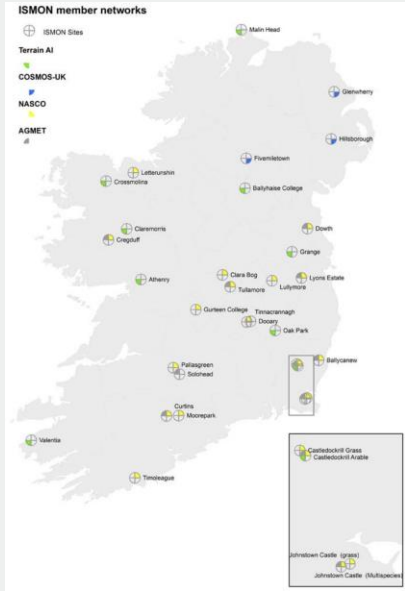 ISMON member networks
ISMON Sites
Terrain AI
COSMOS-UK
NASCO
AGMET
Malin Head
Glenwherry
Hillsborough
Fivemiletown
Letterunshin
Crossmolina
Ballyhaise College
Claremorris
Cregduff
Dowth
Grange
Athenry
Clara Bog
Tullamore
Lullymore
Lyons Estate
Gurteen College
Tinnacrannagh
Dooary
Oak Park
Ballycanew
Pallasgreen
Solohead
Curtins
Moorepark
Valentia
Timoleague
Castledockrill Grass
Castledockrill Arable
Johnstown Castle (grass)
Johnstown Castle (Multispecies)